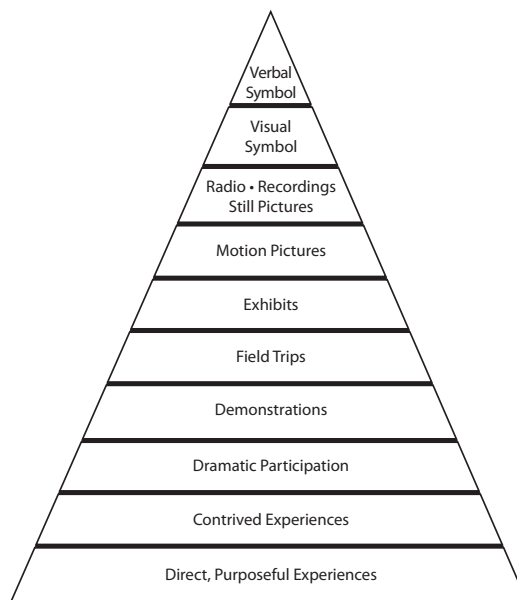 Verbal
Symbol
Visual
Symbol
Radio • Recordings
Still Pictures
Motion Pictures
Exhibits
Field Trips
Demonstrations
Dramatic Participation
Contrived Experiences
Direct, Purposeful Experiences